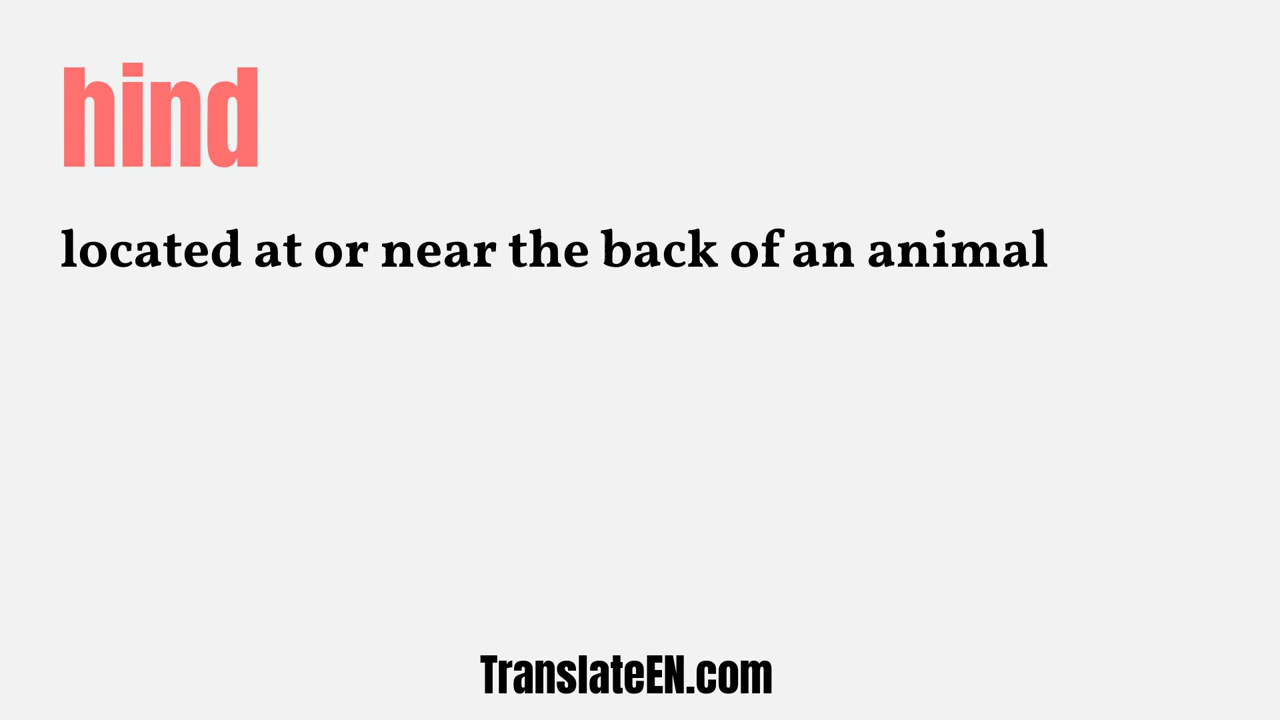 hind
located at or near the back of an animal
TranslateEN.com